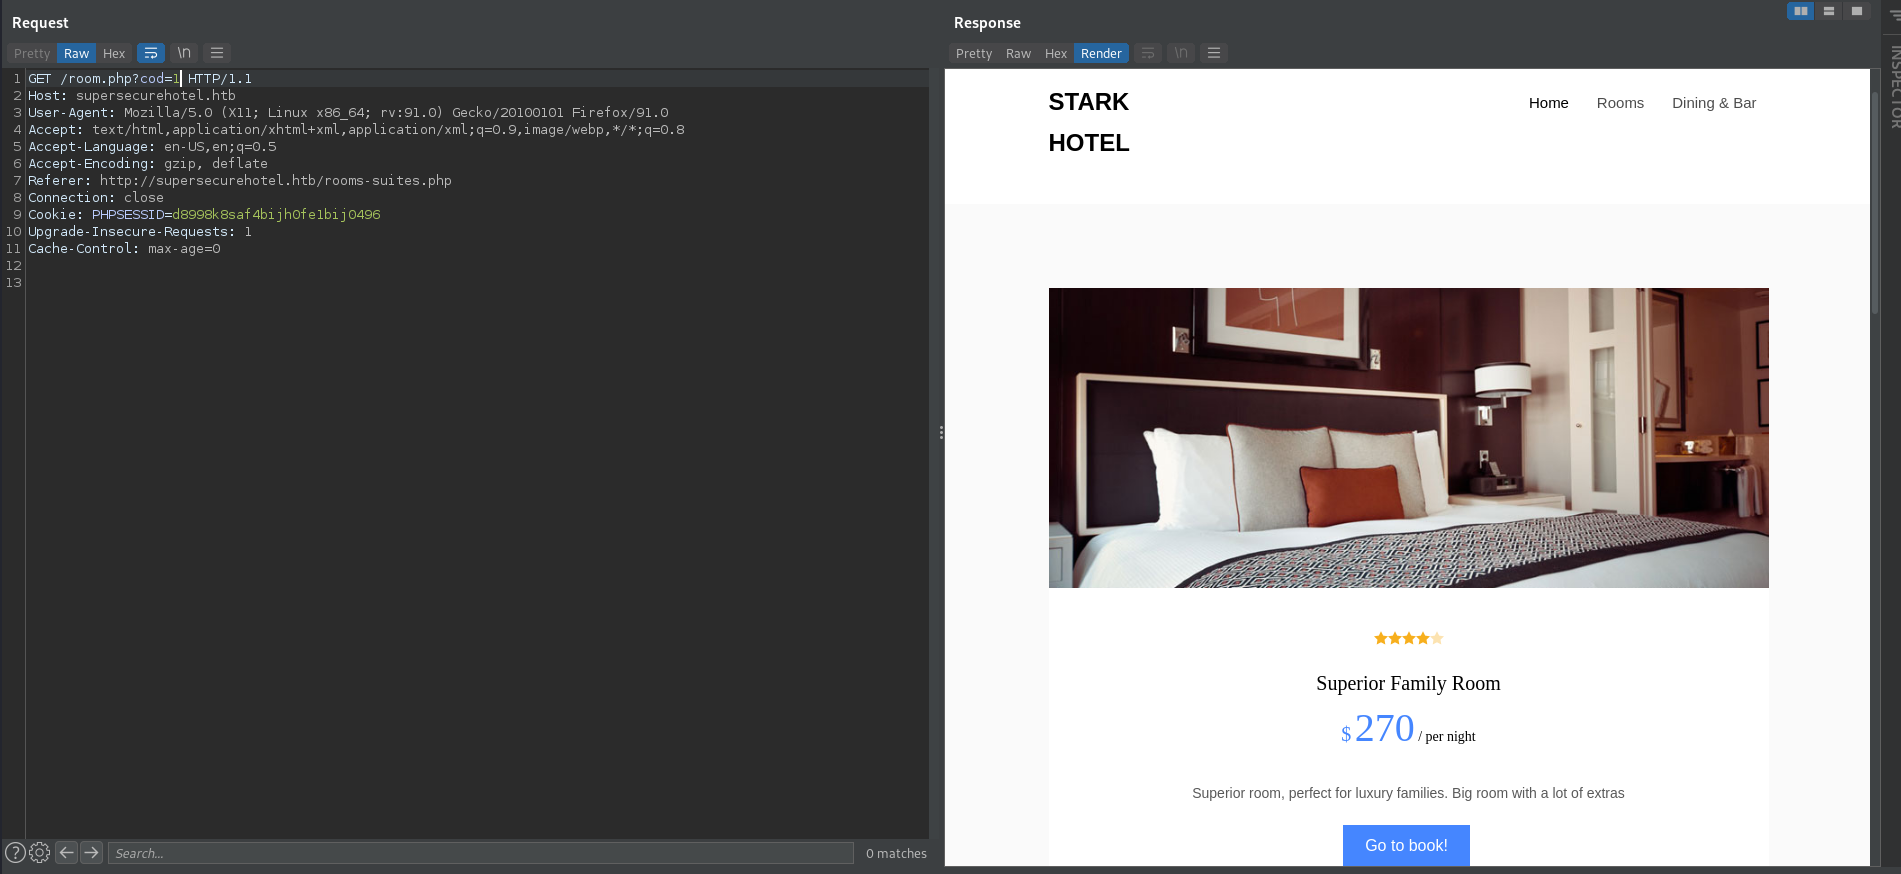 Request
Pretty Raw Hex \n
1 GET /room.php?cod=1 HTTP/1.1
2 Host: supersecurehotel.htb
3 User-Agent: Mozilla/5.0 (X11; Linux x86_64; rv:91.0) Gecko/20100101 Firefox/91.0
4 Accept: text/html,application/xhtml+xml,application/xml;q=0.9,image/webp,*/*;q=0.8
5 Accept-Language: en-US,en;q=0.5
6 Accept-Encoding: gzip, deflate
7 Referer: http://supersecurehotel.htb/rooms-suites.php
8 Connection: close
9 Cookie: PHPSESSID=d8998k8saf4bijh0fe1bij0496
10 Upgrade-Insecure-Requests: 1
11 Cache-Control: max-age=0
12
13
? Search... 0 matches
Response
Pretty Raw Hex Render \n
STARK
HOTEL
Home Rooms Dining & Bar
Superior Family Room
$ 270 / per night
Superior room, perfect for luxury families. Big room with a lot of extras
Go to book!
INSPECTOR